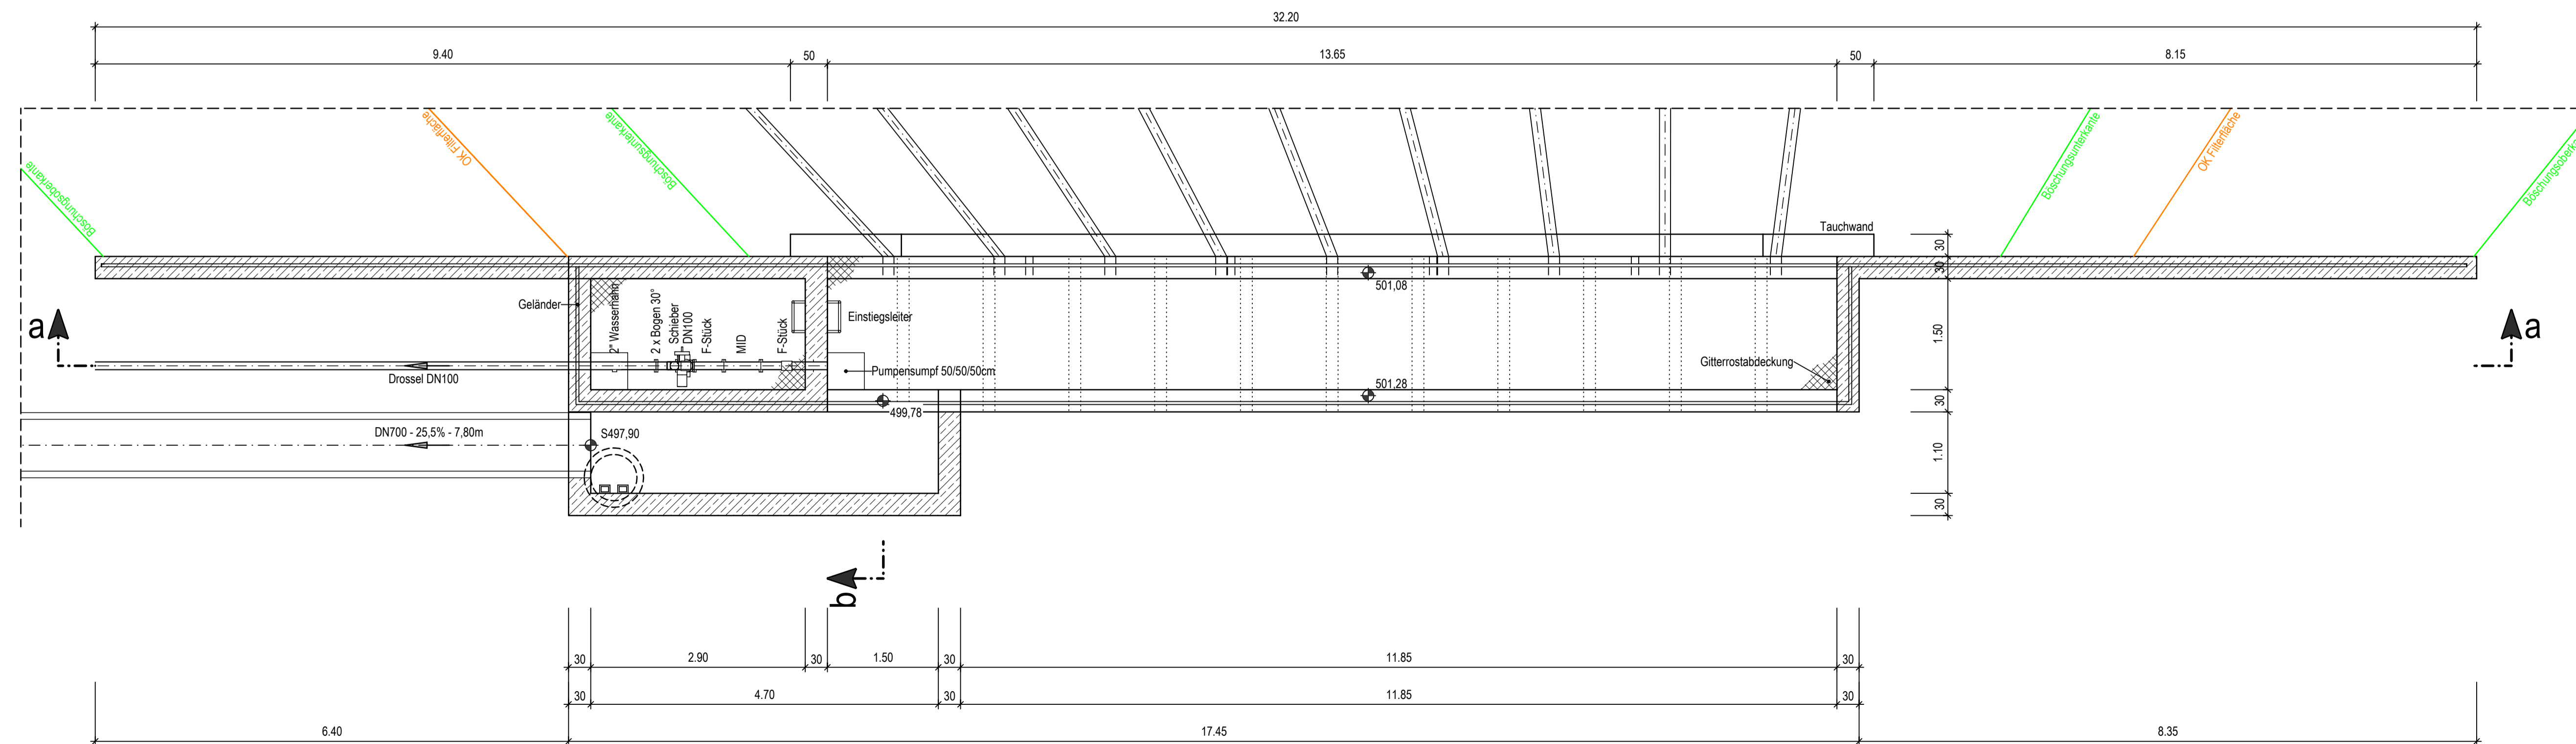 32.20
9.40
50
13.65
50
8.15
Böschungsoberkante
OK Filterfläche
Böschungsunterkante
Böschungsunterkante
OK Filterfläche
Tauchwand
30
30
1.50
30
1.10
30
Geländer
2" Wasserhahn
2 x Bogen 30°
Schieber
DN100
F-Stück
MID
F-Stück
Einstiegsleiter
501,08
a
a
Drossel DN100
Pumpensumpf 50/50/50cm
Gitterrostabdeckung
501,28
499,78
DN700 - 25,5% - 7,80m
S497,90
b
30
2.90
30
1.50
30
11.85
30
30
4.70
30
11.85
30
6.40
17.45
8.35